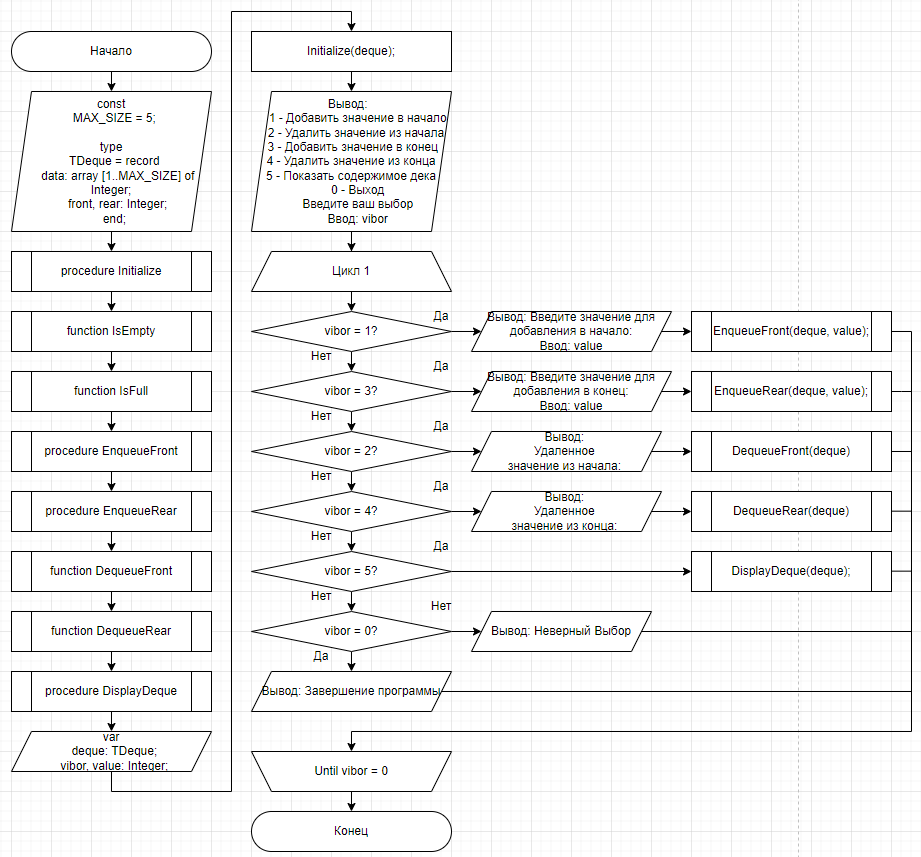 Начало
const
MAX_SIZE = 5;
type
TDeque = record
data: array [1..MAX_SIZE] of
Integer;
front, rear: Integer;
end;
procedure Initialize
function IsEmpty
function IsFull
procedure EnqueueFront
procedure EnqueueRear
function DequeueFront
function DequeueRear
procedure DisplayDeque
var
deque: TDeque;
vibor, value: Integer;
Initialize(deque);
Вывод:
1 - Добавить значение в начало
2 - Удалить значение из начала
3 - Добавить значение в конец
4 - Удалить значение из конца
5 - Показать содержимое дека
0 - Выход
Введите ваш выбор
Ввод: vibor
Цикл 1
vibor = 1?
Да
Нет
Вывод: Введите значение для
добавления в начало:
Ввод: value
EnqueueFront(deque, value);
vibor = 3?
Да
Нет
Вывод: Введите значение для
добавления в конец:
Ввод: value
EnqueueRear(deque, value);
vibor = 2?
Да
Нет
Вывод:
Удаленное
значение из начала:
DequeueFront(deque)
vibor = 4?
Да
Нет
Вывод:
Удаленное
значение из конца:
DequeueRear(deque)
vibor = 5?
Да
Нет
DisplayDeque(deque);
vibor = 0?
Нет
Да
Вывод: Неверный Выбор
Вывод: Завершение программы
Until vibor = 0
Конец